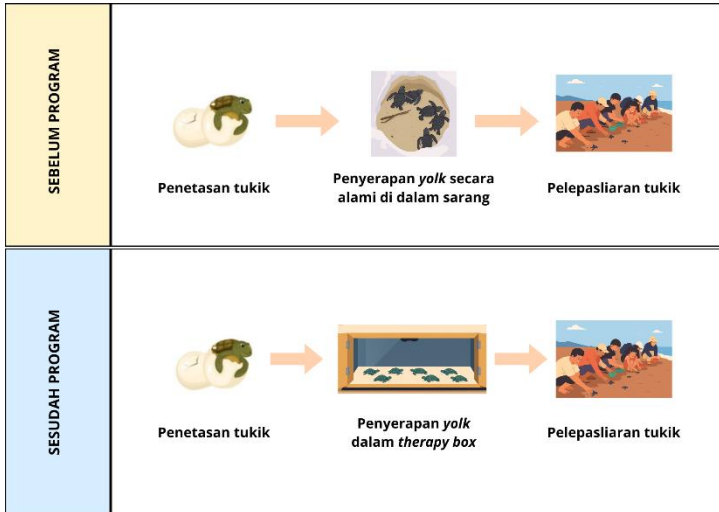 SEBELUM PROGRAM
Penetasan tukik
Penyerapan yolk secara
alami di dalam sarang
Pelepasliaran tukik
SESUDAH PROGRAM
Penetasan tukik
Penyerapan yolk
dalam therapy box
Pelepasliaran tukik